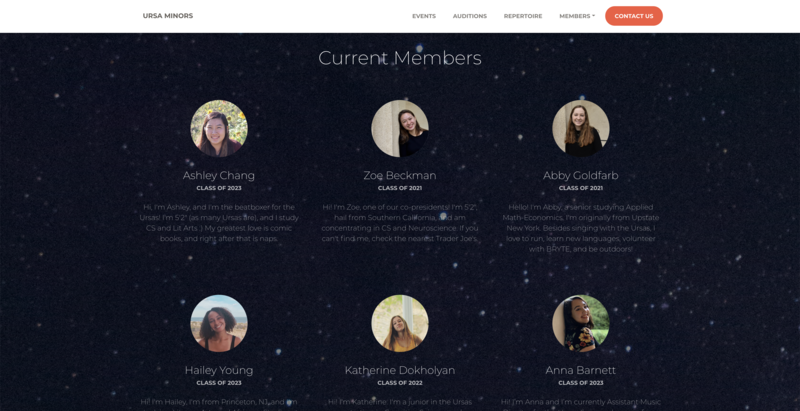 URSA MINORS
EVENTS
AUDITIONS
REPERTOIRE
MEMBERS
CONTACT US
Current Members
Ashley Chang
CLASS OF 2023
Hi, I'm Ashley, and I'm the beatboxer for the
Ursas! I'm 5'2" (as many Ursas are), and I study
CS and Lit Arts :) My greatest love is comic
books, and right after that is naps.
Zoe Beckman
CLASS OF 2021
Hi! I'm Zoe, one of our co-presidents! I'm 5'2",
hail from Southern California, and am
concentrating in CS and Neuroscience. If you
can't find me, check the nearest Trader Joe's.
Abby Goldfarb
CLASS OF 2021
Hello! I'm Abby, a senior studying Applied
Math-Economics. I'm originally from Upstate
New York. Besides singing with the Ursas, I
love to run, learn new languages, volunteer
with BRYTE, and be outdoors!
Hailey Young
CLASS OF 2023
Hi! I'm Hailey, I'm from Princeton, NJ, and am
Katherine Dokholyan
CLASS OF 2022
Hi! I'm Katherine, I'm a junior in the Ursas
Anna Barnett
CLASS OF 2023
Hi! I'm Anna and I'm currently Assistant Music